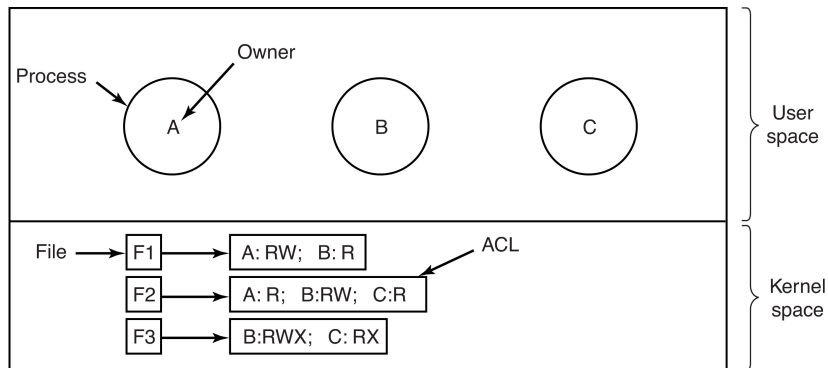 Owner
Process
A
B
C
User
space
File
F1
A: RW; B: R
ACL
F2
A: R; B:RW; C:R
F3
B:RWX; C: RX
Kernel
space